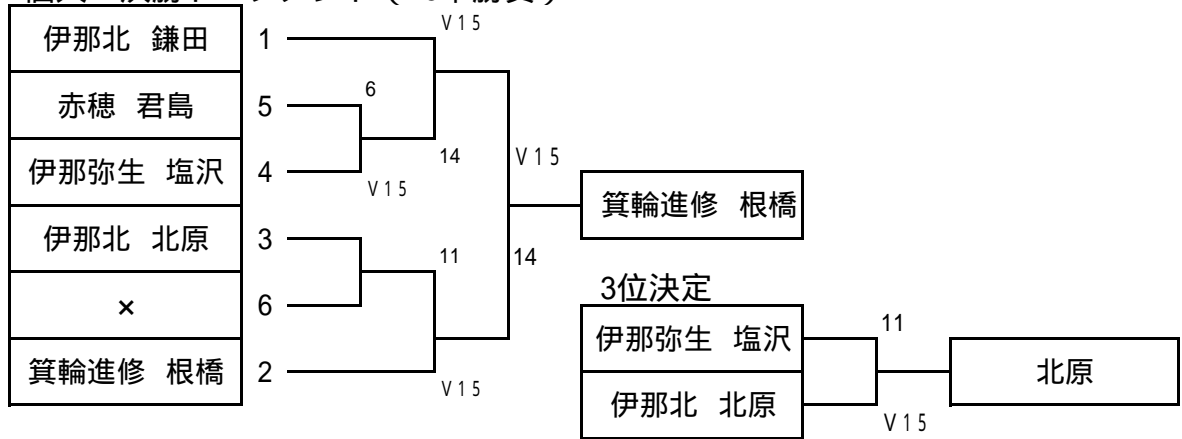 伊那北 鎌田 1 V15
赤穂 君島 5 6
14 V15
伊那弥生 塩沢 4 V15
箕輪進修 根橋
伊那北 北原 3 11 14
× 6
箕輪進修 根橋 2 V15
3位決定
伊那弥生 塩沢 11
北原
伊那北 北原 V15